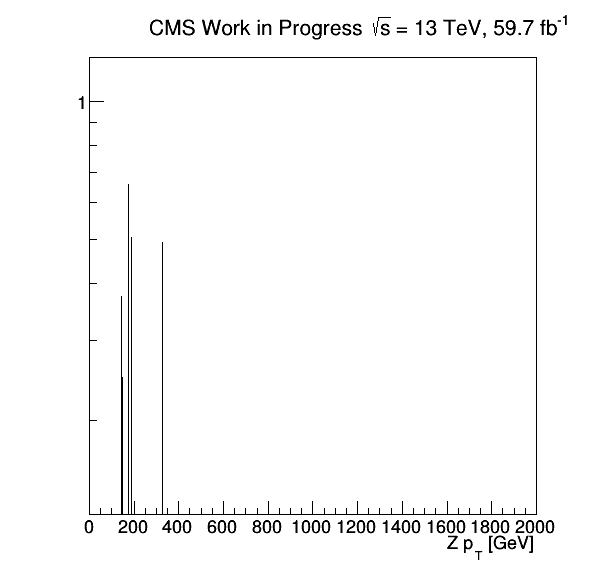 CMS Work in Progress √s = 13 TeV, 59.7 fb⁻¹
1
0 200 400 600 800 1000 1200 1400 1600 1800 2000
Z p_T [GeV]